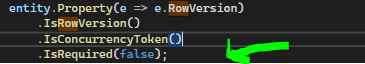 entity.Property(e => e.RowVersion)
.IsRowVersion()
.IsConcurrencyToken()
.IsRequired(false);